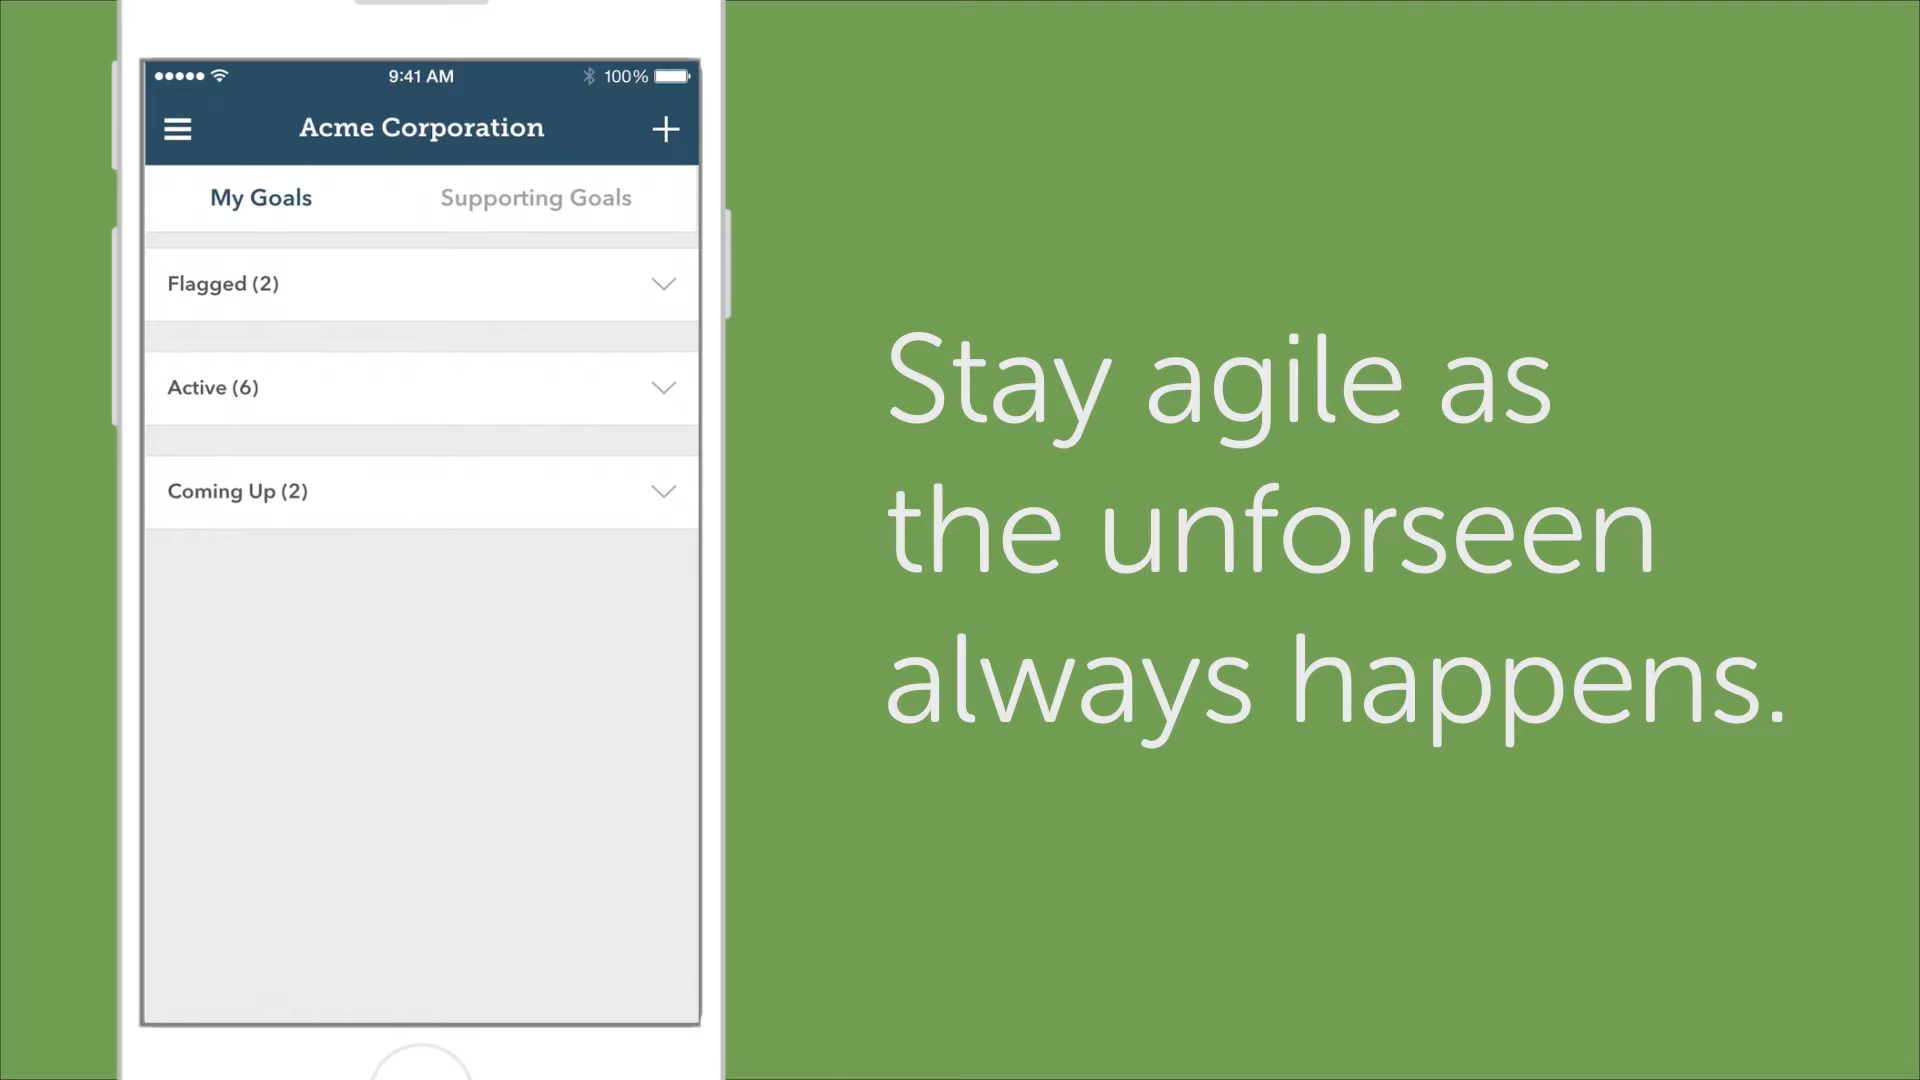 9:41 AM
100%
Acme Corporation
My Goals
Supporting Goals
Flagged (2)
Active (6)
Coming Up (2)
Stay agile as
the unforseen
always happens.